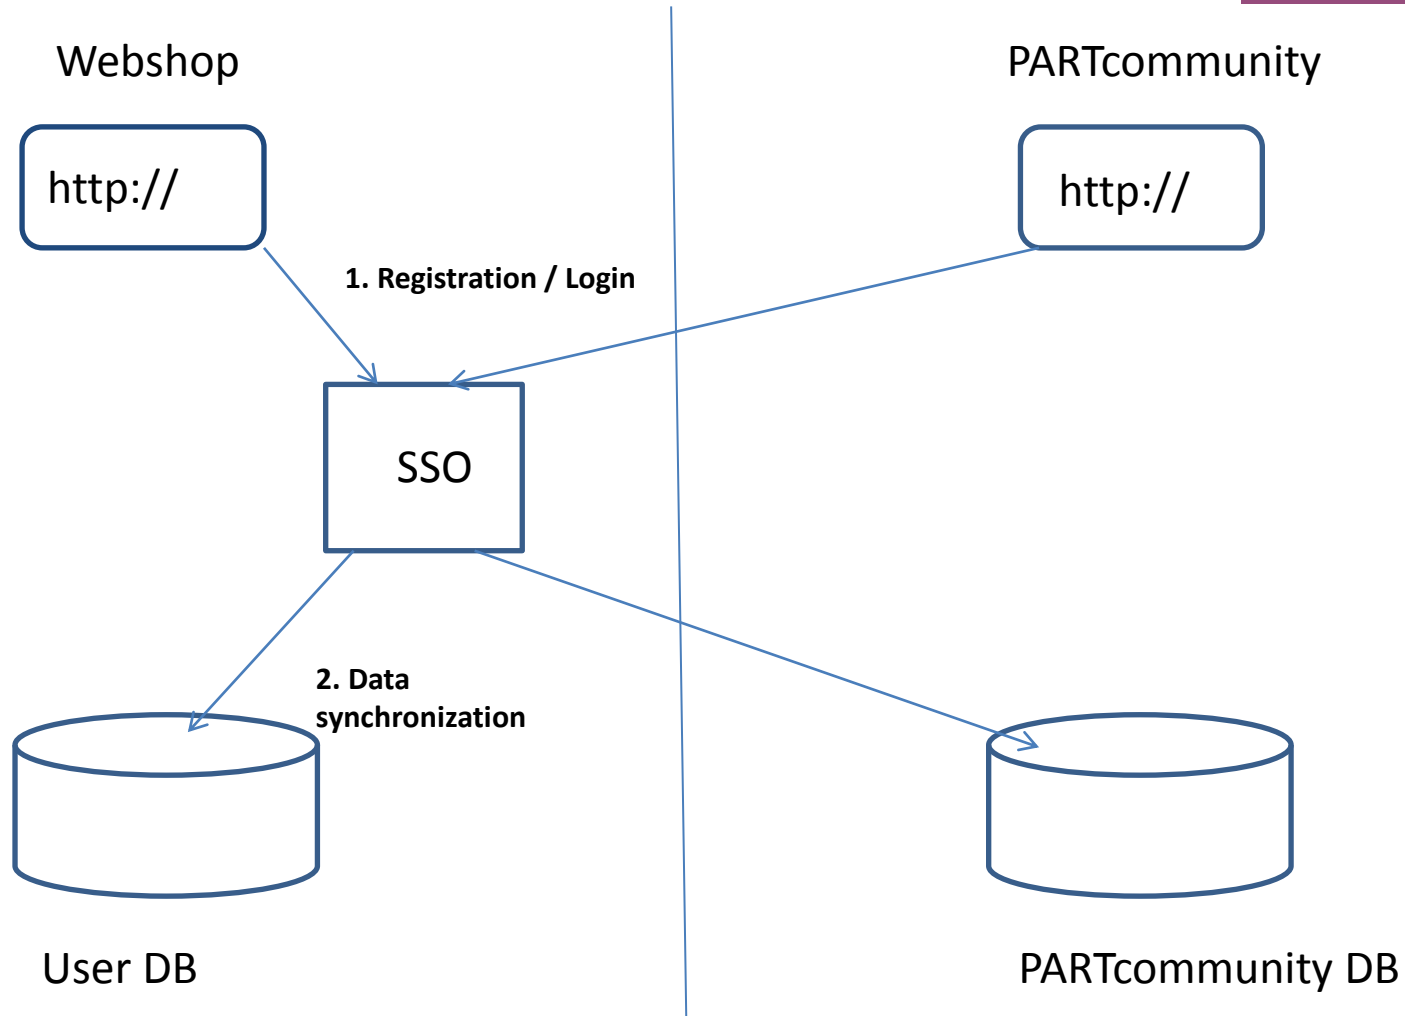 Webshop
PARTcommunity
http://
http://
1. Registration / Login
SSO
2. Data
synchronization
User DB
PARTcommunity DB